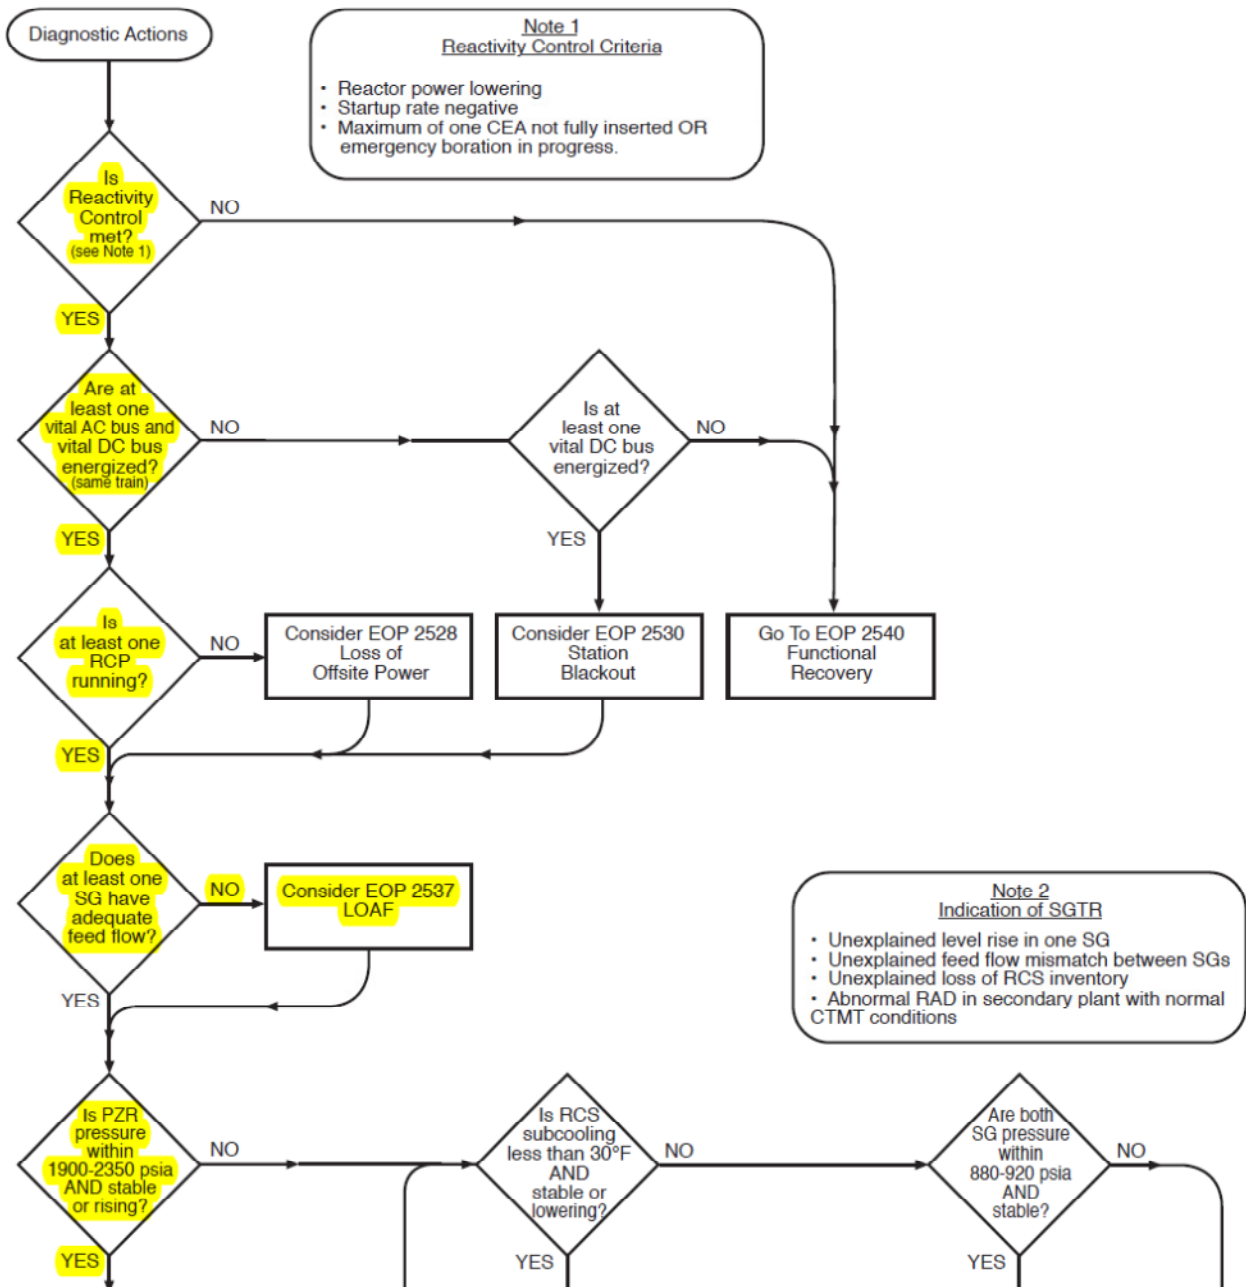 Diagnostic Actions
Note 1
Reactivity Control Criteria
• Reactor power lowering
• Startup rate negative
• Maximum of one CEA not fully inserted OR
emergency boration in progress.
Is
Reactivity
Control
met?
(see Note 1)
NO
YES
Are at
least one
vital AC bus and
vital DC bus
energized?
(same train)
NO
Is at
least one
vital DC bus
energized?
NO
YES
YES
Is
at least one
RCP
running?
NO
Consider EOP 2528
Loss of
Offsite Power
Consider EOP 2530
Station
Blackout
Go To EOP 2540
Functional
Recovery
YES
Does
at least one
SG have
adequate
feed flow?
NO
Consider EOP 2537
LOAF
YES
Note 2
Indication of SGTR
• Unexplained level rise in one SG
• Unexplained feed flow mismatch between SGs
• Unexplained loss of RCS inventory
• Abnormal RAD in secondary plant with normal
CTMT conditions
Is PZR
pressure
within
1900-2350 psia
AND stable
or rising?
NO
Is RCS
subcooling
less than 30°F
AND
stable or
lowering?
NO
Are both
SG pressure
within
880-920 psia
AND
stable?
NO
YES
YES
YES